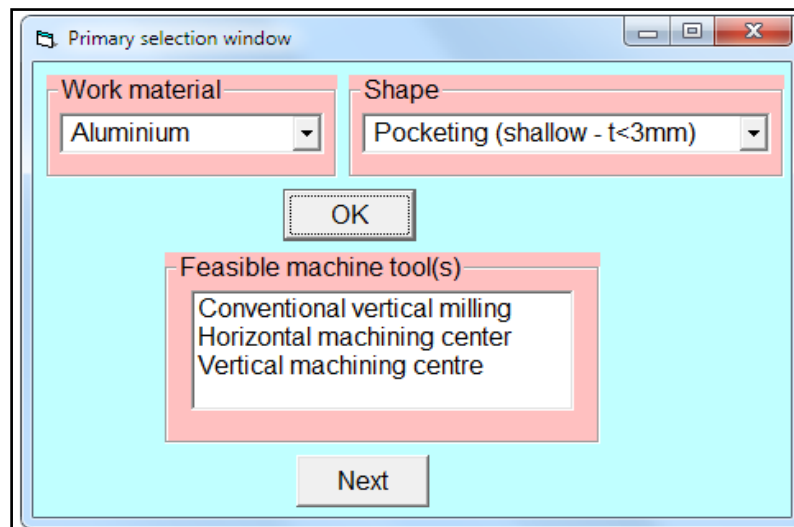 Primary selection window
Work material
Shape
Aluminium
Pocketing (shallow - t<3mm)
OK
Feasible machine tool(s)
Conventional vertical milling
Horizontal machining center
Vertical machining centre
Next